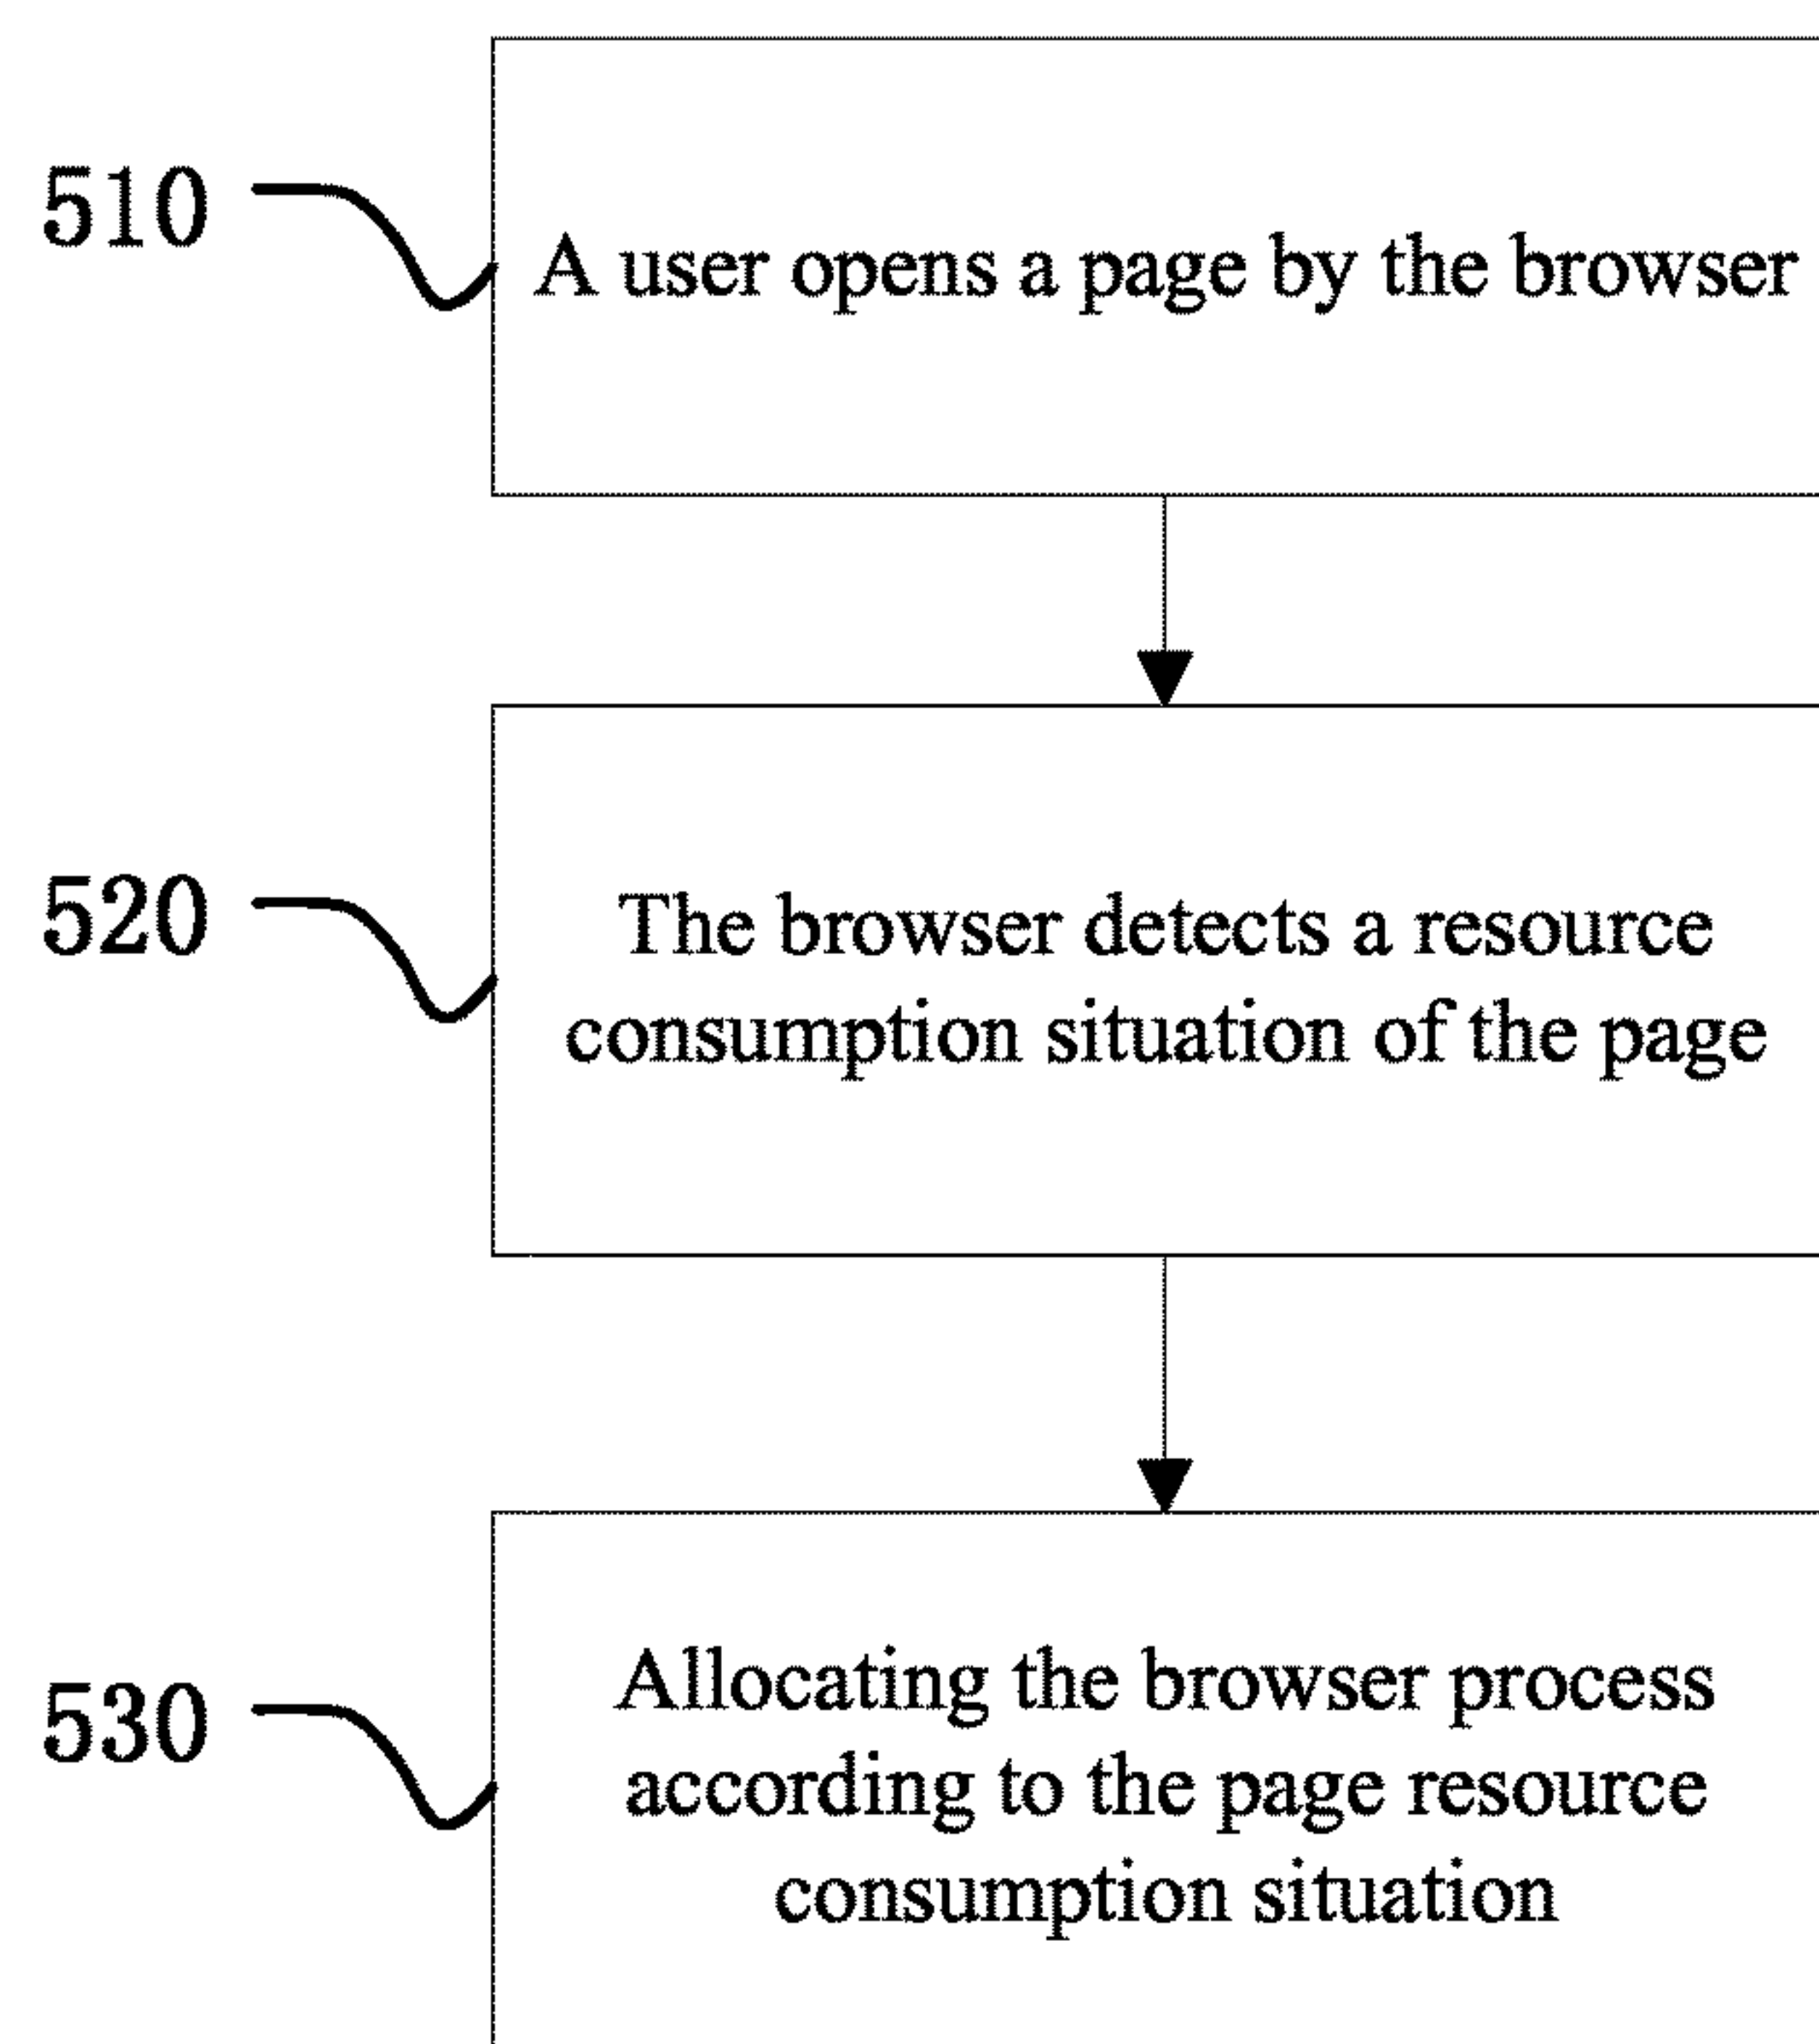 510
A user opens a page by the browser
520
The browser detects a resource
consumption situation of the page
530
Allocating the browser process
according to the page resource
consumption situation